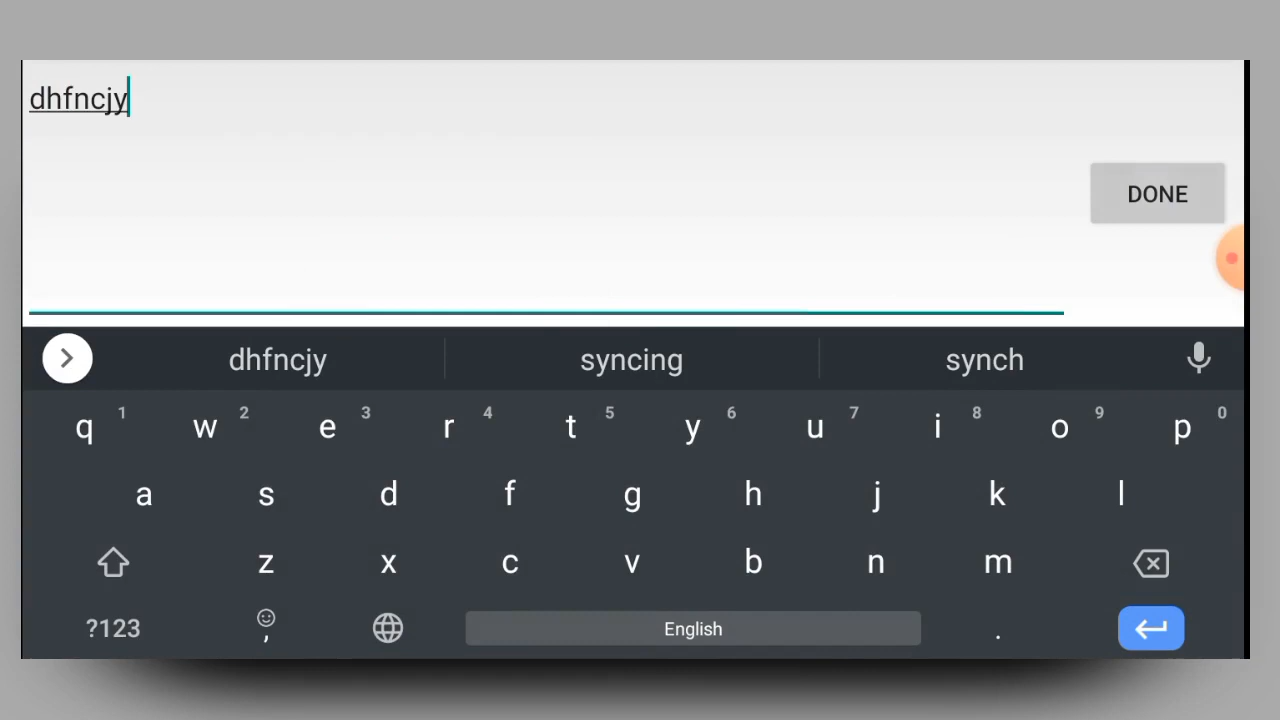 dhfncjy
DONE
dhfncjy syncing synch
q 1 w 2 e 3 r 4 t 5 y 6 u 7 i 8 o 9 p 0
a s d f g h j k l
z x c v b n m
?123 , English .